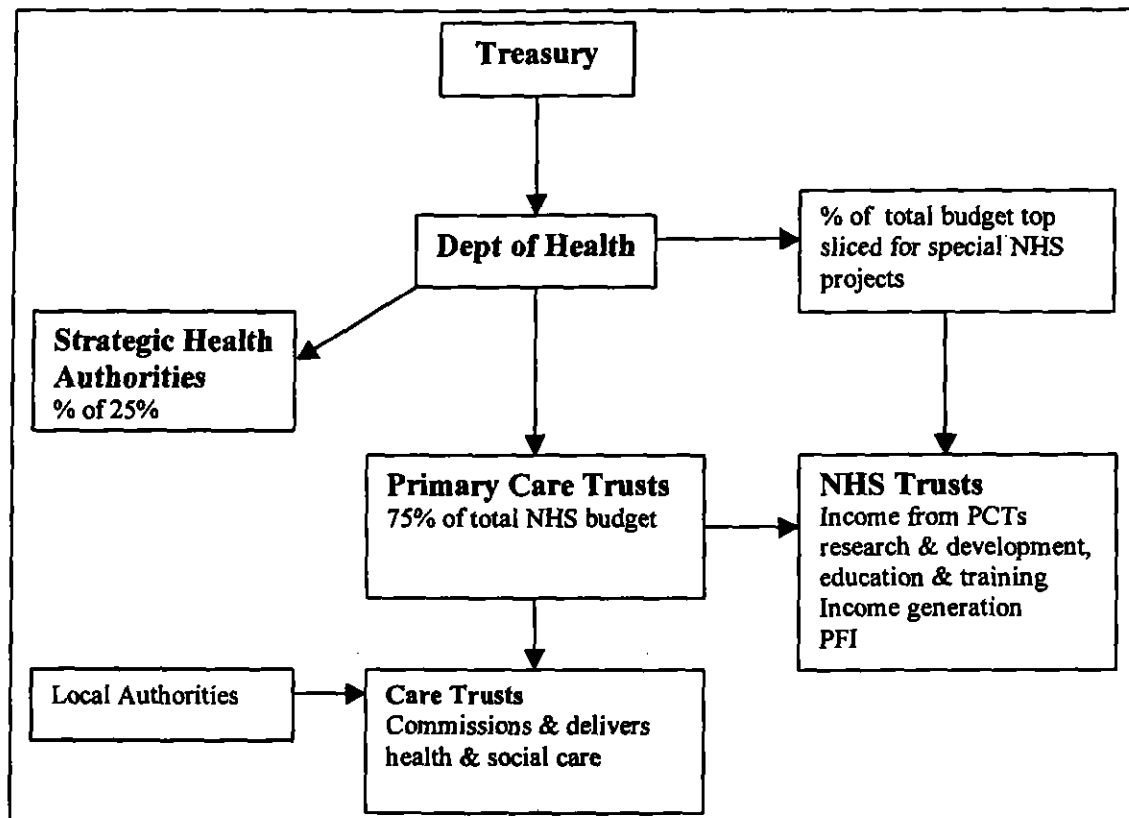 Treasury
Dept of Health
% of total budget top
sliced for special NHS
projects
Strategic Health
Authorities
% of 25%
Primary Care Trusts
75% of total NHS budget
NHS Trusts
Income from PCTs
research & development,
education & training
Income generation
PFI
Local Authorities
Care Trusts
Commissions & delivers
health & social care